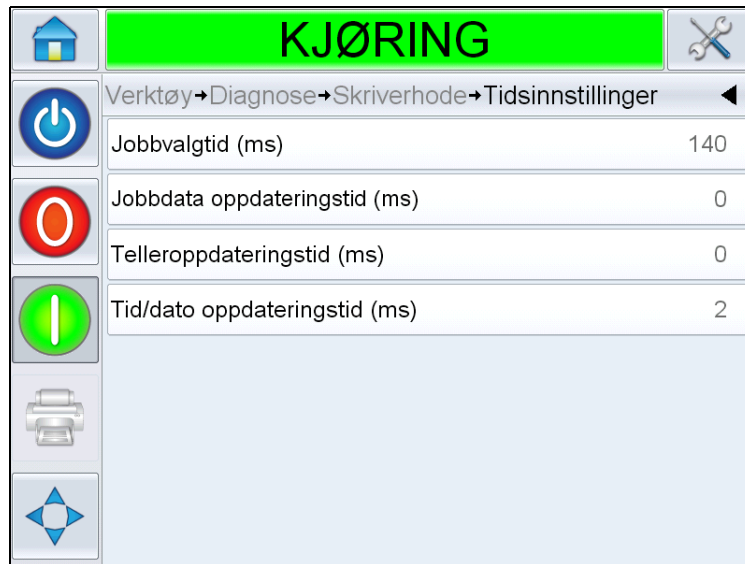 KJØRING
Verktøy→Diagnose→Skriverhode→Tidsinnstillinger
Jobbvalgtid (ms) 140
Jobbdata oppdateringstid (ms) 0
Telleroppdateringstid (ms) 0
Tid/dato oppdateringstid (ms) 2